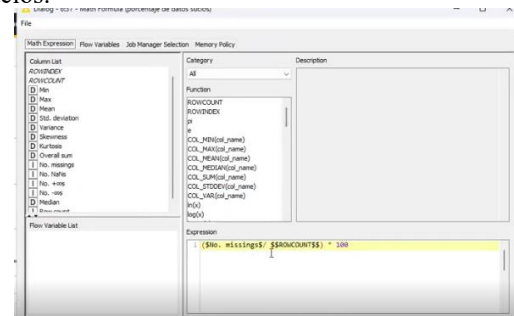 Dialog - 0:37 - Math Formula (porcentaje de datos sucios)
File
Math Expression Flow Variables Job Manager Selection Memory Policy
Column List
ROWINDEX
ROWCOUNT
D Min
D Max
D Mean
D Std. deviation
D Variance
D Skewness
D Kurtosis
D Overall sum
I No. missings
I No. NaNs
I No. +∞s
I No. -∞s
D Median
I Row count
Flow Variable List
Category
All
Function
ROWCOUNT
ROWINDEX
pi
e
COL_MIN(col_name)
COL_MAX(col_name)
COL_MEAN(col_name)
COL_MEDIAN(col_name)
COL_SUM(col_name)
COL_STDDEV(col_name)
COL_VAR(col_name)
ln(x)
log(x)
Description
Expression
1 ($No. missings$/ $$ROWCOUNT$$) * 100